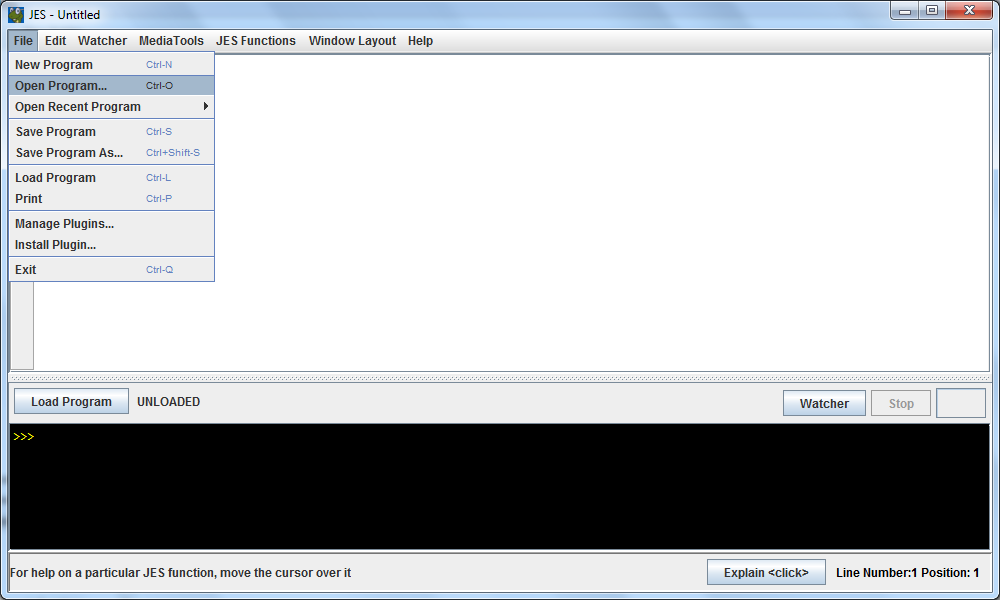 JES - Untitled
File Edit Watcher MediaTools JES Functions Window Layout Help
New Program Ctrl-N
Open Program... Ctrl-O
Open Recent Program
Save Program Ctrl-S
Save Program As... Ctrl+Shift-S
Load Program Ctrl-L
Print Ctrl-P
Manage Plugins...
Install Plugin...
Exit Ctrl-Q
Load Program UNLOADED Watcher Stop
>>>
For help on a particular JES function, move the cursor over it Explain <click> Line Number:1 Position: 1